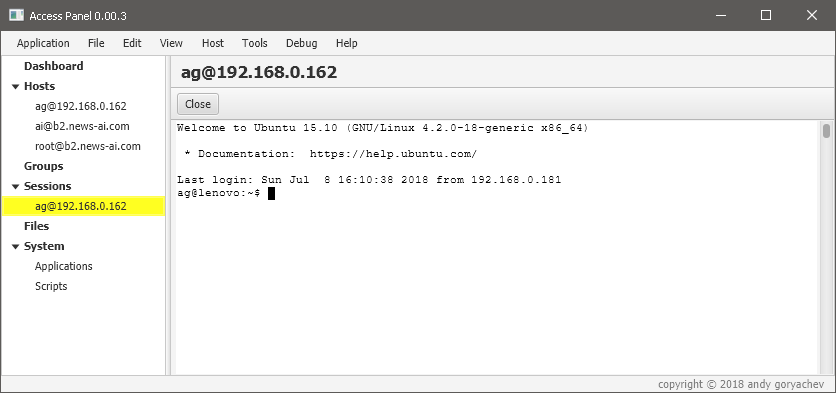 Access Panel 0.00.3
Application File Edit View Host Tools Debug Help
Dashboard
Hosts
ag@192.168.0.162
ai@b2.news-ai.com
root@b2.news-ai.com
Groups
Sessions
ag@192.168.0.162
Files
System
Applications
Scripts
ag@192.168.0.162
Close
Welcome to Ubuntu 15.10 (GNU/Linux 4.2.0-18-generic x86_64)
* Documentation:  https://help.ubuntu.com/
Last login: Sun Jul  8 16:10:38 2018 from 192.168.0.181
ag@lenovo:~$
copyright © 2018 andy goryachev